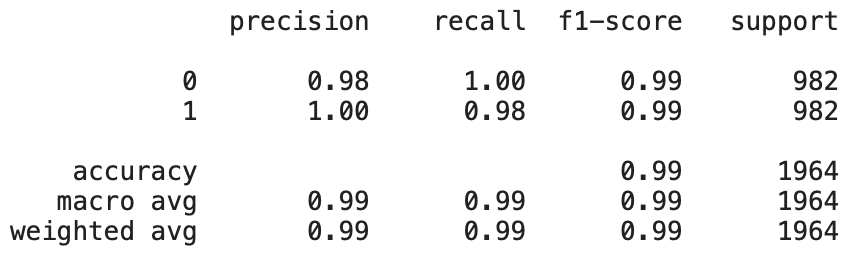 precision recall f1-score support
0 0.98 1.00 0.99 982
1 1.00 0.98 0.99 982
accuracy 0.99 1964
macro avg 0.99 0.99 0.99 1964
weighted avg 0.99 0.99 0.99 1964